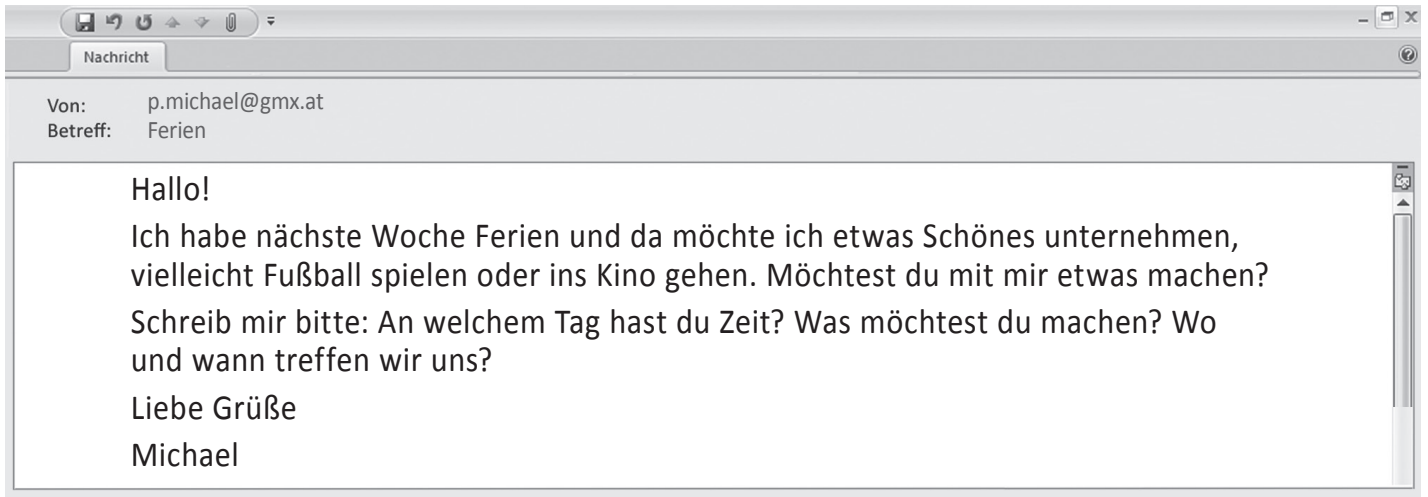 Nachricht
Von: p.michael@gmx.at
Betreff: Ferien
Hallo!
Ich habe nächste Woche Ferien und da möchte ich etwas Schönes unternehmen,
vielleicht Fußball spielen oder ins Kino gehen. Möchtest du mit mir etwas machen?
Schreib mir bitte: An welchem Tag hast du Zeit? Was möchtest du machen? Wo
und wann treffen wir uns?
Liebe Grüße
Michael